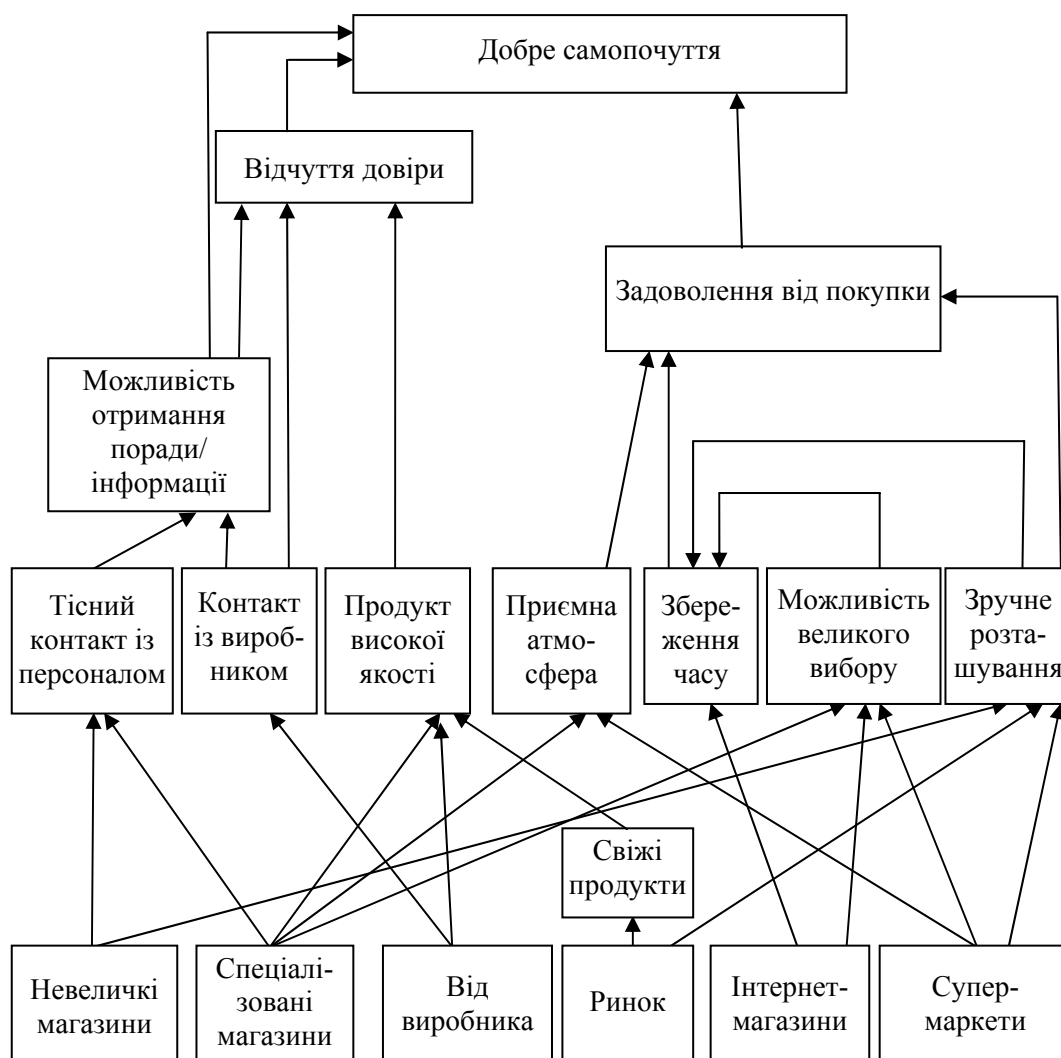 Добре самопочуття
Відчуття довіри
Задоволення від покупки
Можливість
отримання
поради/
інформації
Тісний
контакт із
персоналом
Контакт
із вироб-
ником
Продукт
високої
якості
Приємна
атмо-
сфера
Збере-
ження
часу
Можливість
великого
вибору
Зручне
розта-
шування
Свіжі
продукти
Невеличкі
магазини
Спеціалі-
зовані
магазини
Від
виробника
Ринок
Інтернет-
магазини
Супер-
маркети